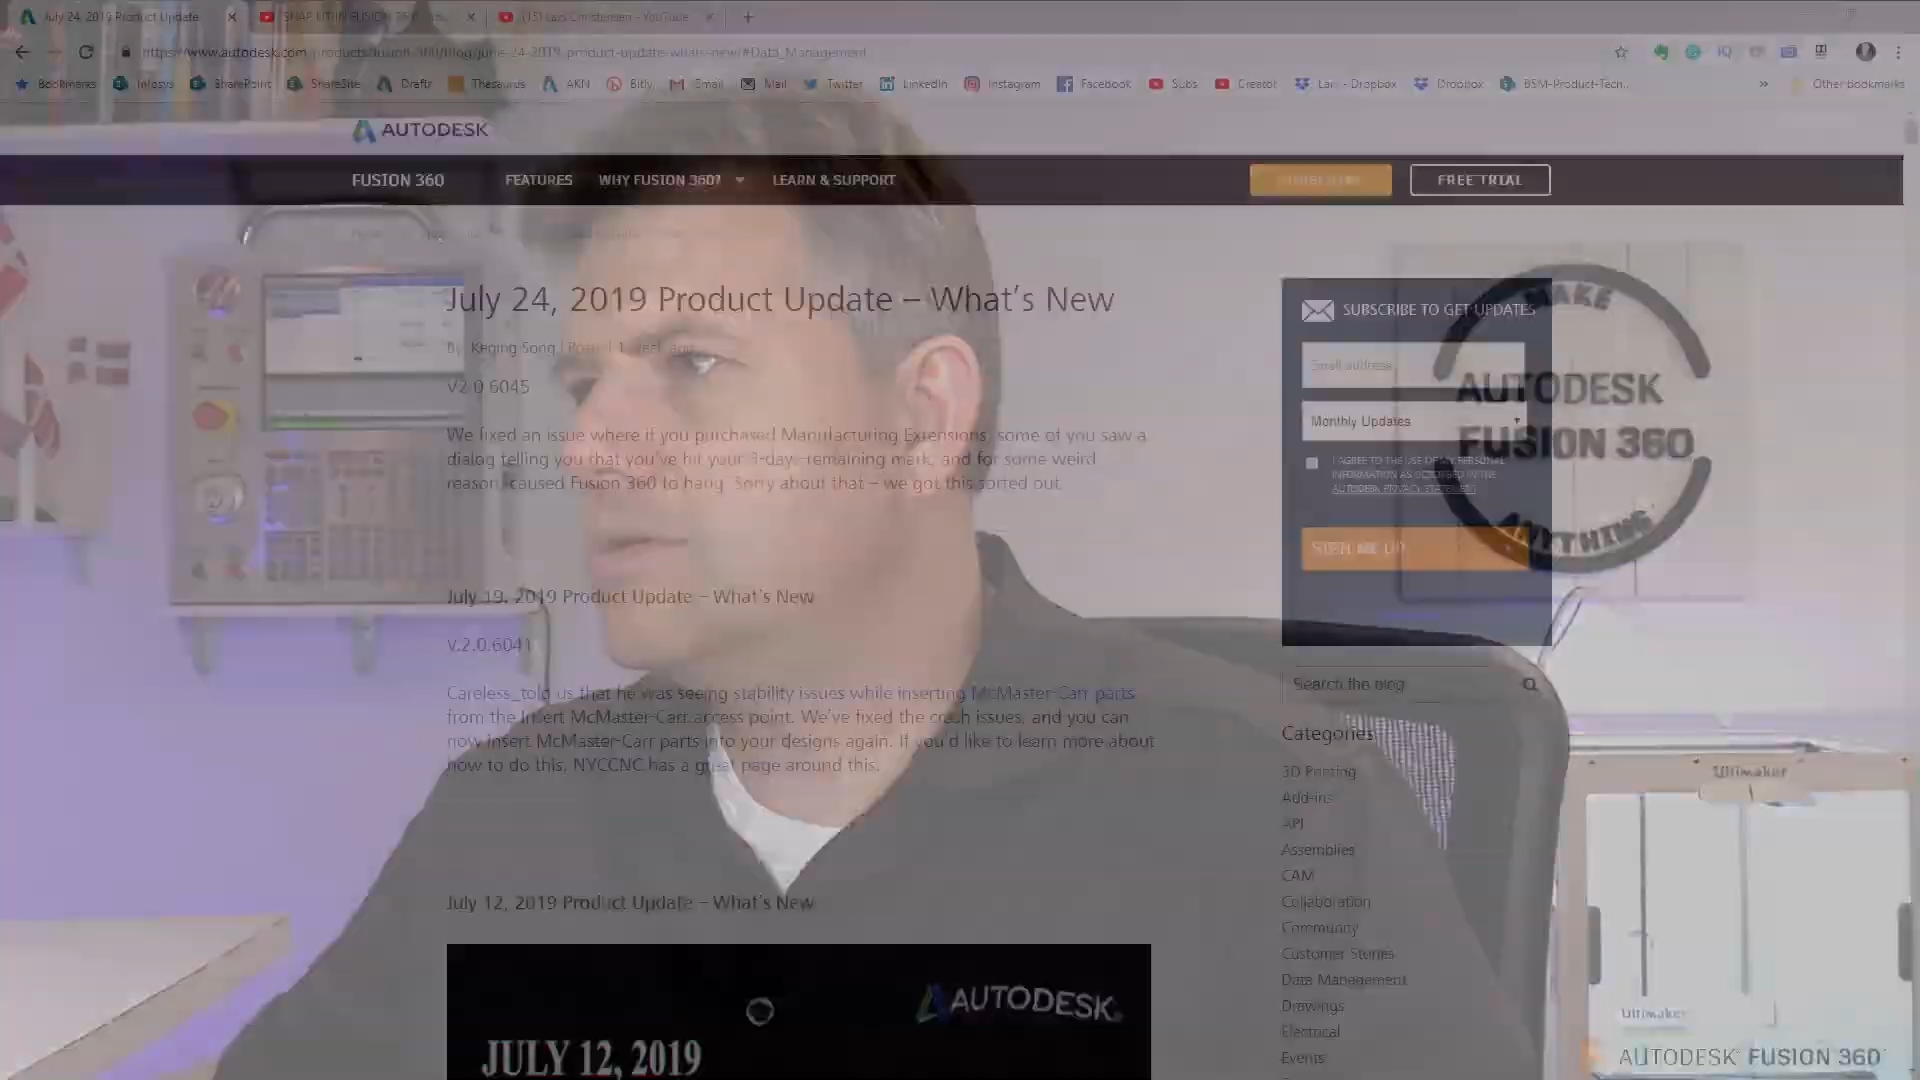 July 24, 2019 Product Update
(15) Lars Christensen - YouTube
https://www.autodesk.com/products/fusion-360/blog/june-24-2019-product-update-whats-new/#Data_Management
Bookmarks Infosys SharePoint ShareSite Draftr Thesaurus AKN Bitly Email Mail Twitter LinkedIn Instagram Facebook Subs Creator Lars - Dropbox Dropbox BSM-Product-Tech... » Other bookmarks
AUTODESK
FUSION 360 FEATURES WHY FUSION 360? LEARN & SUPPORT FREE TRIAL
July 24, 2019 Product Update – What's New
By Keqing Song | Posted 1 year ago
V2.0.6045
We fixed an issue where if you purchased Manufacturing Extensions, some of you saw a
dialog telling you that you've hit your 3-days-remaining mark, and for some weird
reason, caused Fusion 360 to hang. Sorry about that – we got this sorted out.
July 19, 2019 Product Update – What's New
v.2.0.6041
Careless_told us that he was seeing stability issues while inserting McMaster-Carr parts
from the Insert McMaster-Carr access point. We've fixed the crash issues, and you can
now insert McMaster-Carr parts into your designs again. If you'd like to learn more about
how to do this, NYCCNC has a great page around this.
July 12, 2019 Product Update – What's New
AUTODESK
JULY 12, 2019
SUBSCRIBE TO GET UPDATES
Email address
Monthly Updates
I AGREE TO THE USE OF MY PERSONAL
INFORMATION AS DESCRIBED IN THE
AUTODESK PRIVACY STATEMENT
SIGN ME UP
Search the blog
Categories
3D Printing
Add-ins
API
Assemblies
CAM
Collaboration
Community
Customer Stories
Data Management
Drawings
Electrical
Events
MAKE
AUTODESK
FUSION 360
ANYTHING
Ultimaker
Ultimaker
AUTODESK FUSION 360